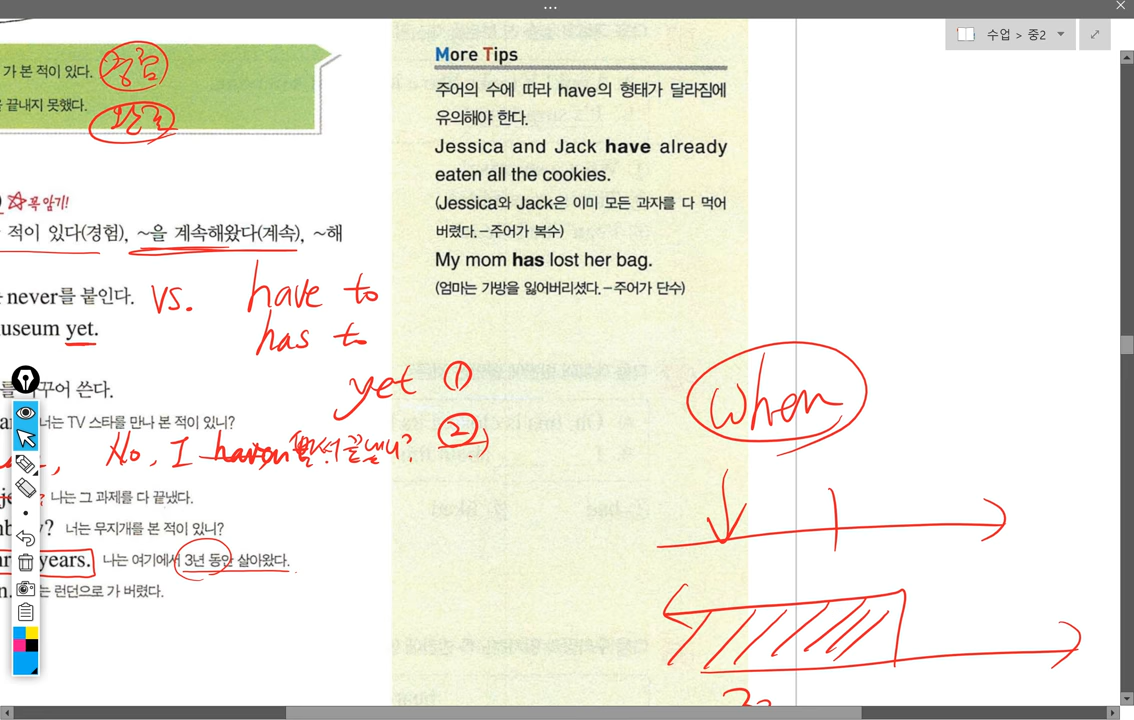 수업 > 중2
가 본 적이 있다. 경험
끝내지 못했다. 완료
꼭 암기!
적이 있다(경험), ~을 계속해왔다(계속), ~해
never를 붙인다. vs. have to
useum yet. has to
yet ①
를 바꾸어 쓴다.
너는 TV 스타를 만나 본 적이 있니?
No, I 벌써 끝냈니? ②
나는 그 과제를 다 끝냈다.
y? 너는 무지개를 본 적이 있니?
years. 나는 여기에서 3년 동안 살아왔다.
n. 는 런던으로 가 버렸다.
More Tips
주어의 수에 따라 have의 형태가 달라짐에
유의해야 한다.
Jessica and Jack have already
eaten all the cookies.
(Jessica와 Jack은 이미 모든 과자를 다 먹어
버렸다. – 주어가 복수)
My mom has lost her bag.
(엄마는 가방을 잃어버리셨다. – 주어가 단수)
when